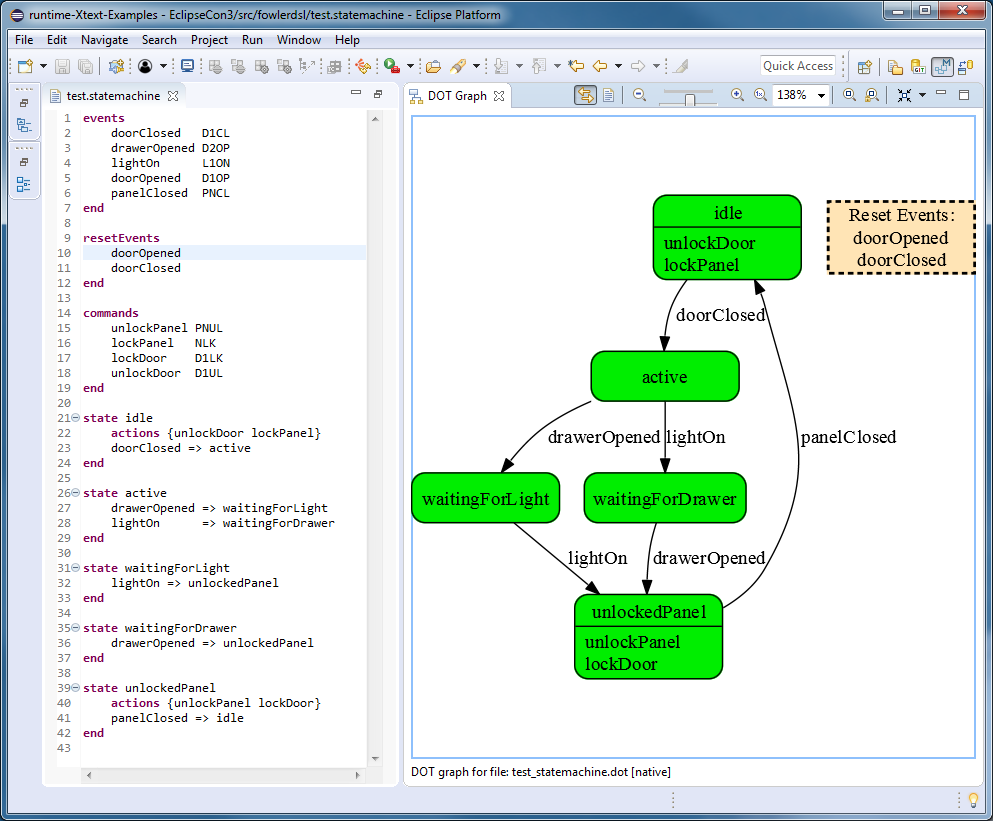 runtime-Xtext-Examples - EclipseCon3/src/fowlerdsl/test.statemachine - Eclipse Platform
File Edit Navigate Search Project Run Window Help
Quick Access
GIT
test.statemachine
1 events
2 doorClosed D1CL
3 drawerOpened D2OP
4 lightOn L1ON
5 doorOpened D1OP
6 panelClosed PNCL
7 end
8
9 resetEvents
10 doorOpened
11 doorClosed
12 end
13
14 commands
15 unlockPanel PNUL
16 lockPanel NLK
17 lockDoor D1LK
18 unlockDoor D1UL
19 end
20
21 state idle
22 actions {unlockDoor lockPanel}
23 doorClosed => active
24 end
25
26 state active
27 drawerOpened => waitingForLight
28 lightOn => waitingForDrawer
29 end
30
31 state waitingForLight
32 lightOn => unlockedPanel
33 end
34
35 state waitingForDrawer
36 drawerOpened => unlockedPanel
37 end
38
39 state unlockedPanel
40 actions {unlockPanel lockDoor}
41 panelClosed => idle
42 end
43
DOT Graph
138%
idle
unlockDoor
lockPanel
Reset Events:
doorOpened
doorClosed
doorClosed
active
drawerOpened lightOn
panelClosed
waitingForLight
waitingForDrawer
lightOn
drawerOpened
unlockedPanel
unlockPanel
lockDoor
DOT graph for file: test_statemachine.dot [native]